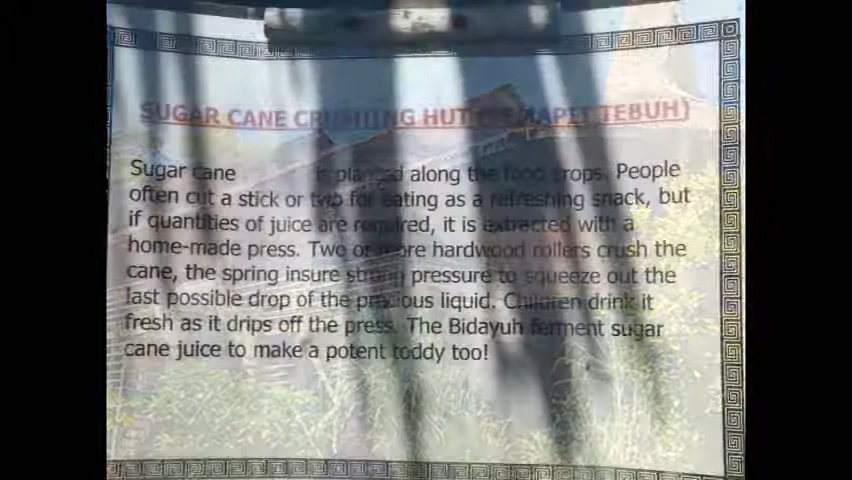 SUGAR CANE CRUSHING HUT TEBUH)
Sugar cane is planted along the food crops. People
often cut a stick or two for eating as a refreshing snack, but
if quantities of juice are required, it is extracted with a
home-made press. Two or more hardwood rollers crush the
cane, the spring insure strong pressure to squeeze out the
last possible drop of the precious liquid. Children drink it
fresh as it drips off the press. The Bidayuh ferment sugar
cane juice to make a potent toddy too!